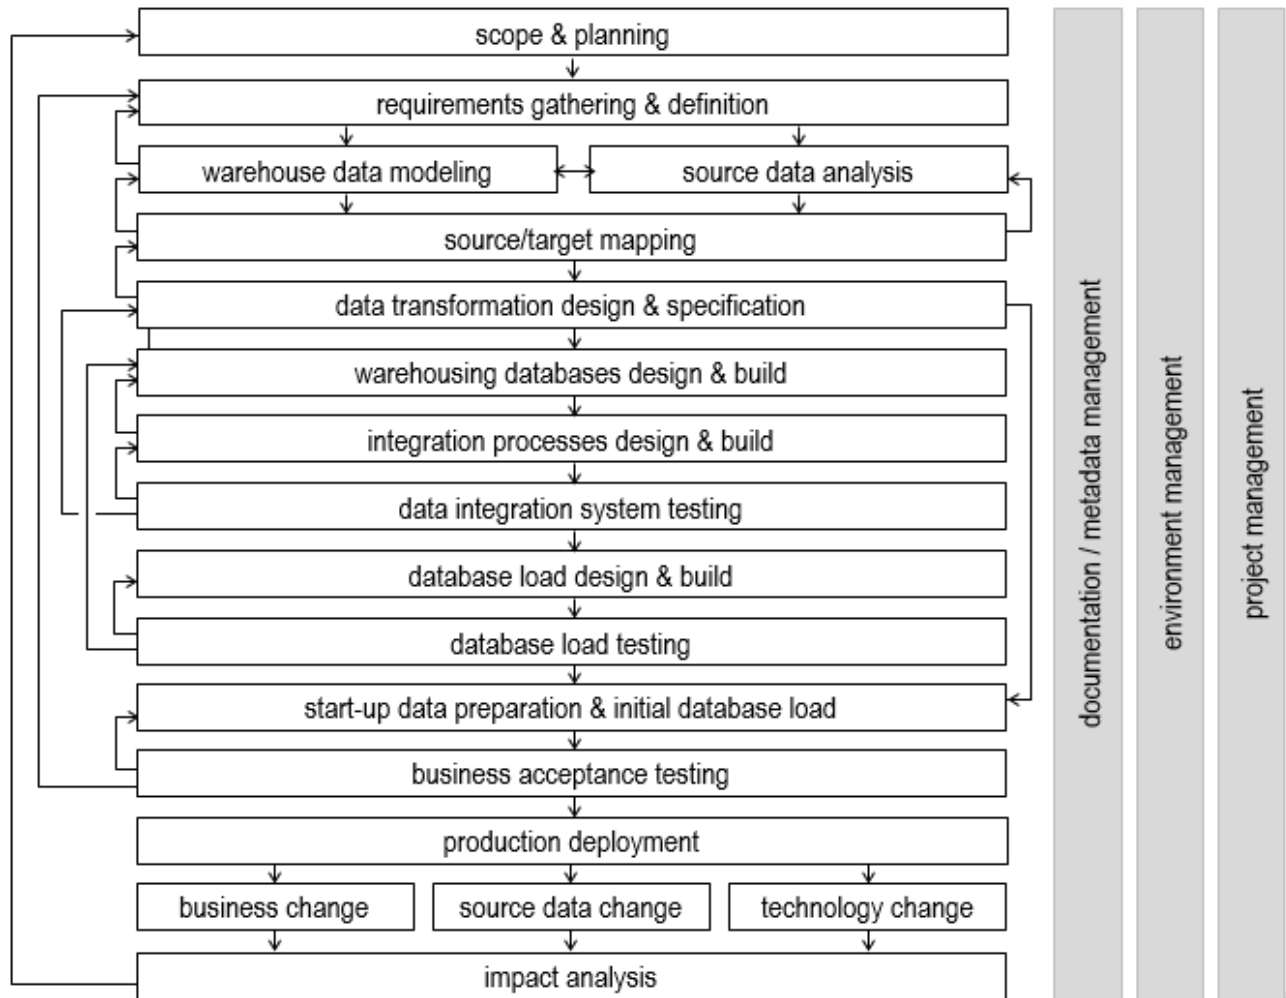 scope & planning
requirements gathering & definition
warehouse data modeling
source data analysis
source/target mapping
data transformation design & specification
warehousing databases design & build
integration processes design & build
data integration system testing
database load design & build
database load testing
start-up data preparation & initial database load
business acceptance testing
production deployment
business change
source data change
technology change
impact analysis
documentation / metadata management
environment management
project management